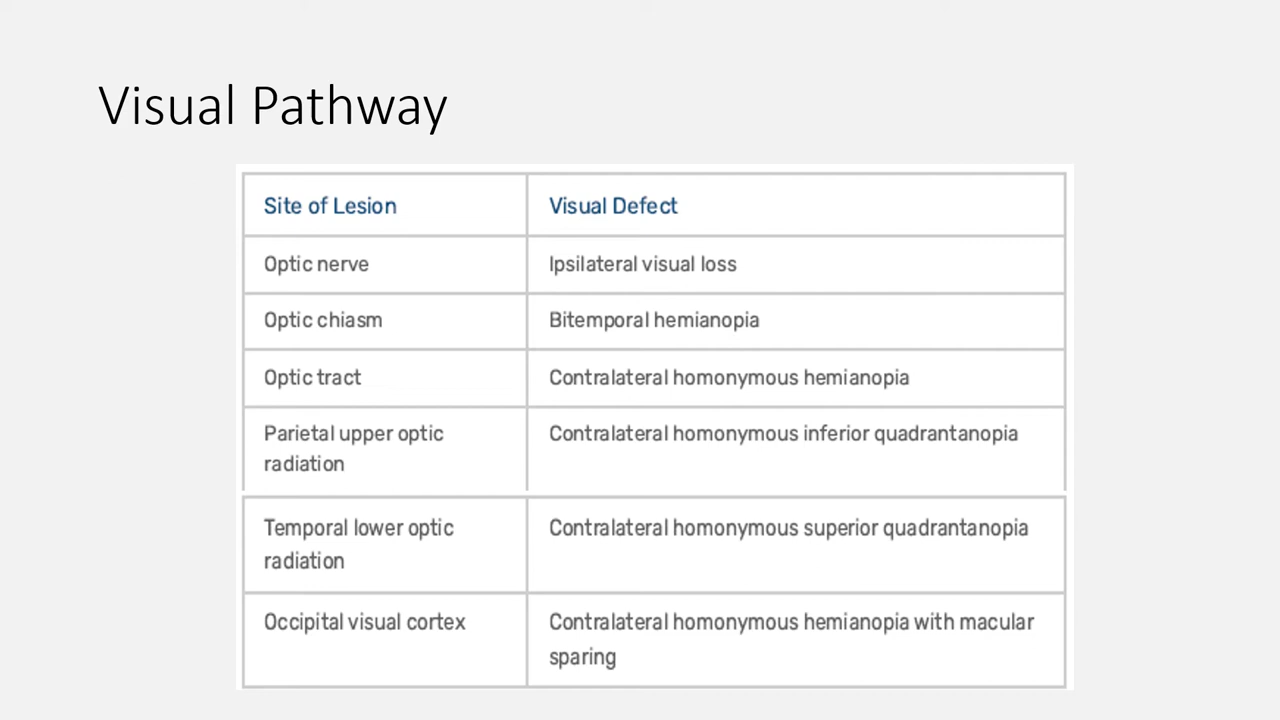 Visual Pathway
Site of Lesion
Visual Defect
Optic nerve
Ipsilateral visual loss
Optic chiasm
Bitemporal hemianopia
Optic tract
Contralateral homonymous hemianopia
Parietal upper optic
radiation
Contralateral homonymous inferior quadrantanopia
Temporal lower optic
radiation
Contralateral homonymous superior quadrantanopia
Occipital visual cortex
Contralateral homonymous hemianopia with macular
sparing